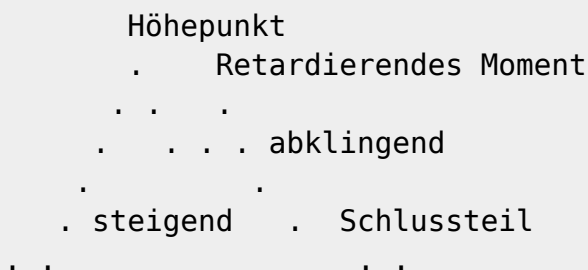 Höhepunkt
. Retardierendes Moment
. . .
. . . . abklingend
. .
. steigend . Schlussteil
. . . .